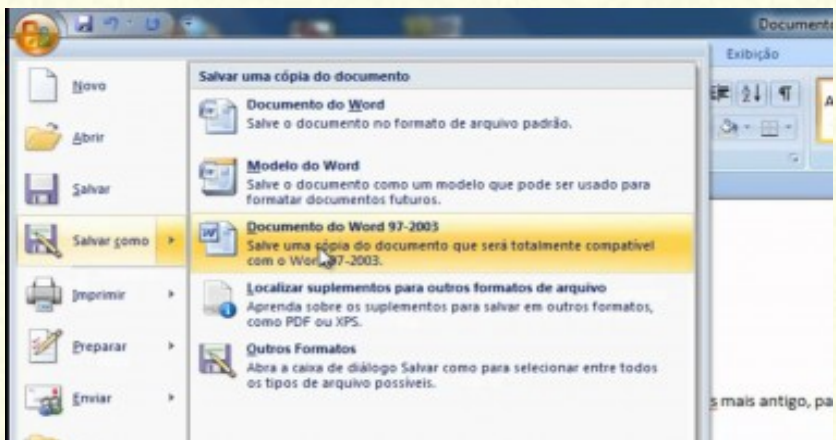 Documento
Exibição
Novo
Abrir
Salvar
Salvar como
Imprimir
Preparar
Enviar
Salvar uma cópia do documento
Documento do Word
Salve o documento no formato de arquivo padrão.
Modelo do Word
Salve o documento como um modelo que pode ser usado para
formatar documentos futuros.
Documento do Word 97-2003
Salve uma cópia do documento que será totalmente compatível
com o Word 97-2003.
Localizar suplementos para outros formatos de arquivo
Aprenda sobre os suplementos para salvar em outros formatos,
como PDF ou XPS.
Outros Formatos
Abra a caixa de diálogo Salvar como para selecionar entre todos
os tipos de arquivo possíveis.
s mais antigo, pa